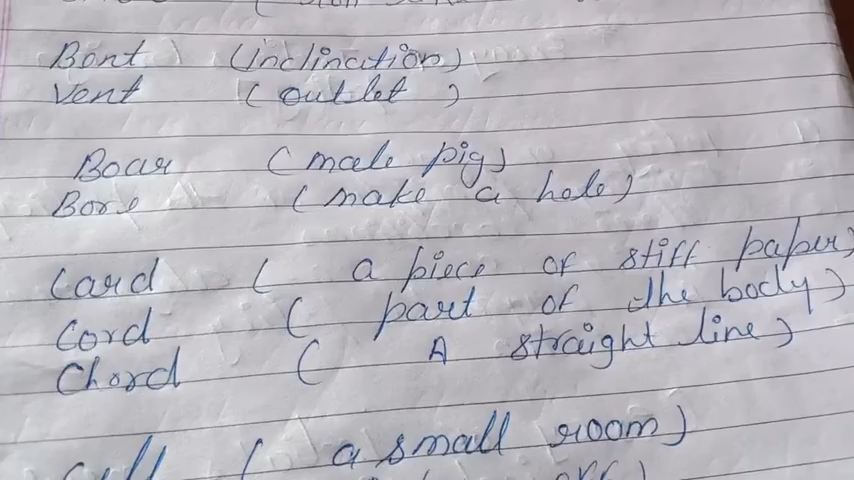 Bent (inclination)
Vent (outlet)
Boar (male pig)
Bore (make a hole)
Card ( a piece of stiff paper)
Cord ( part of the body)
Chord ( A straight line)
( a small room)